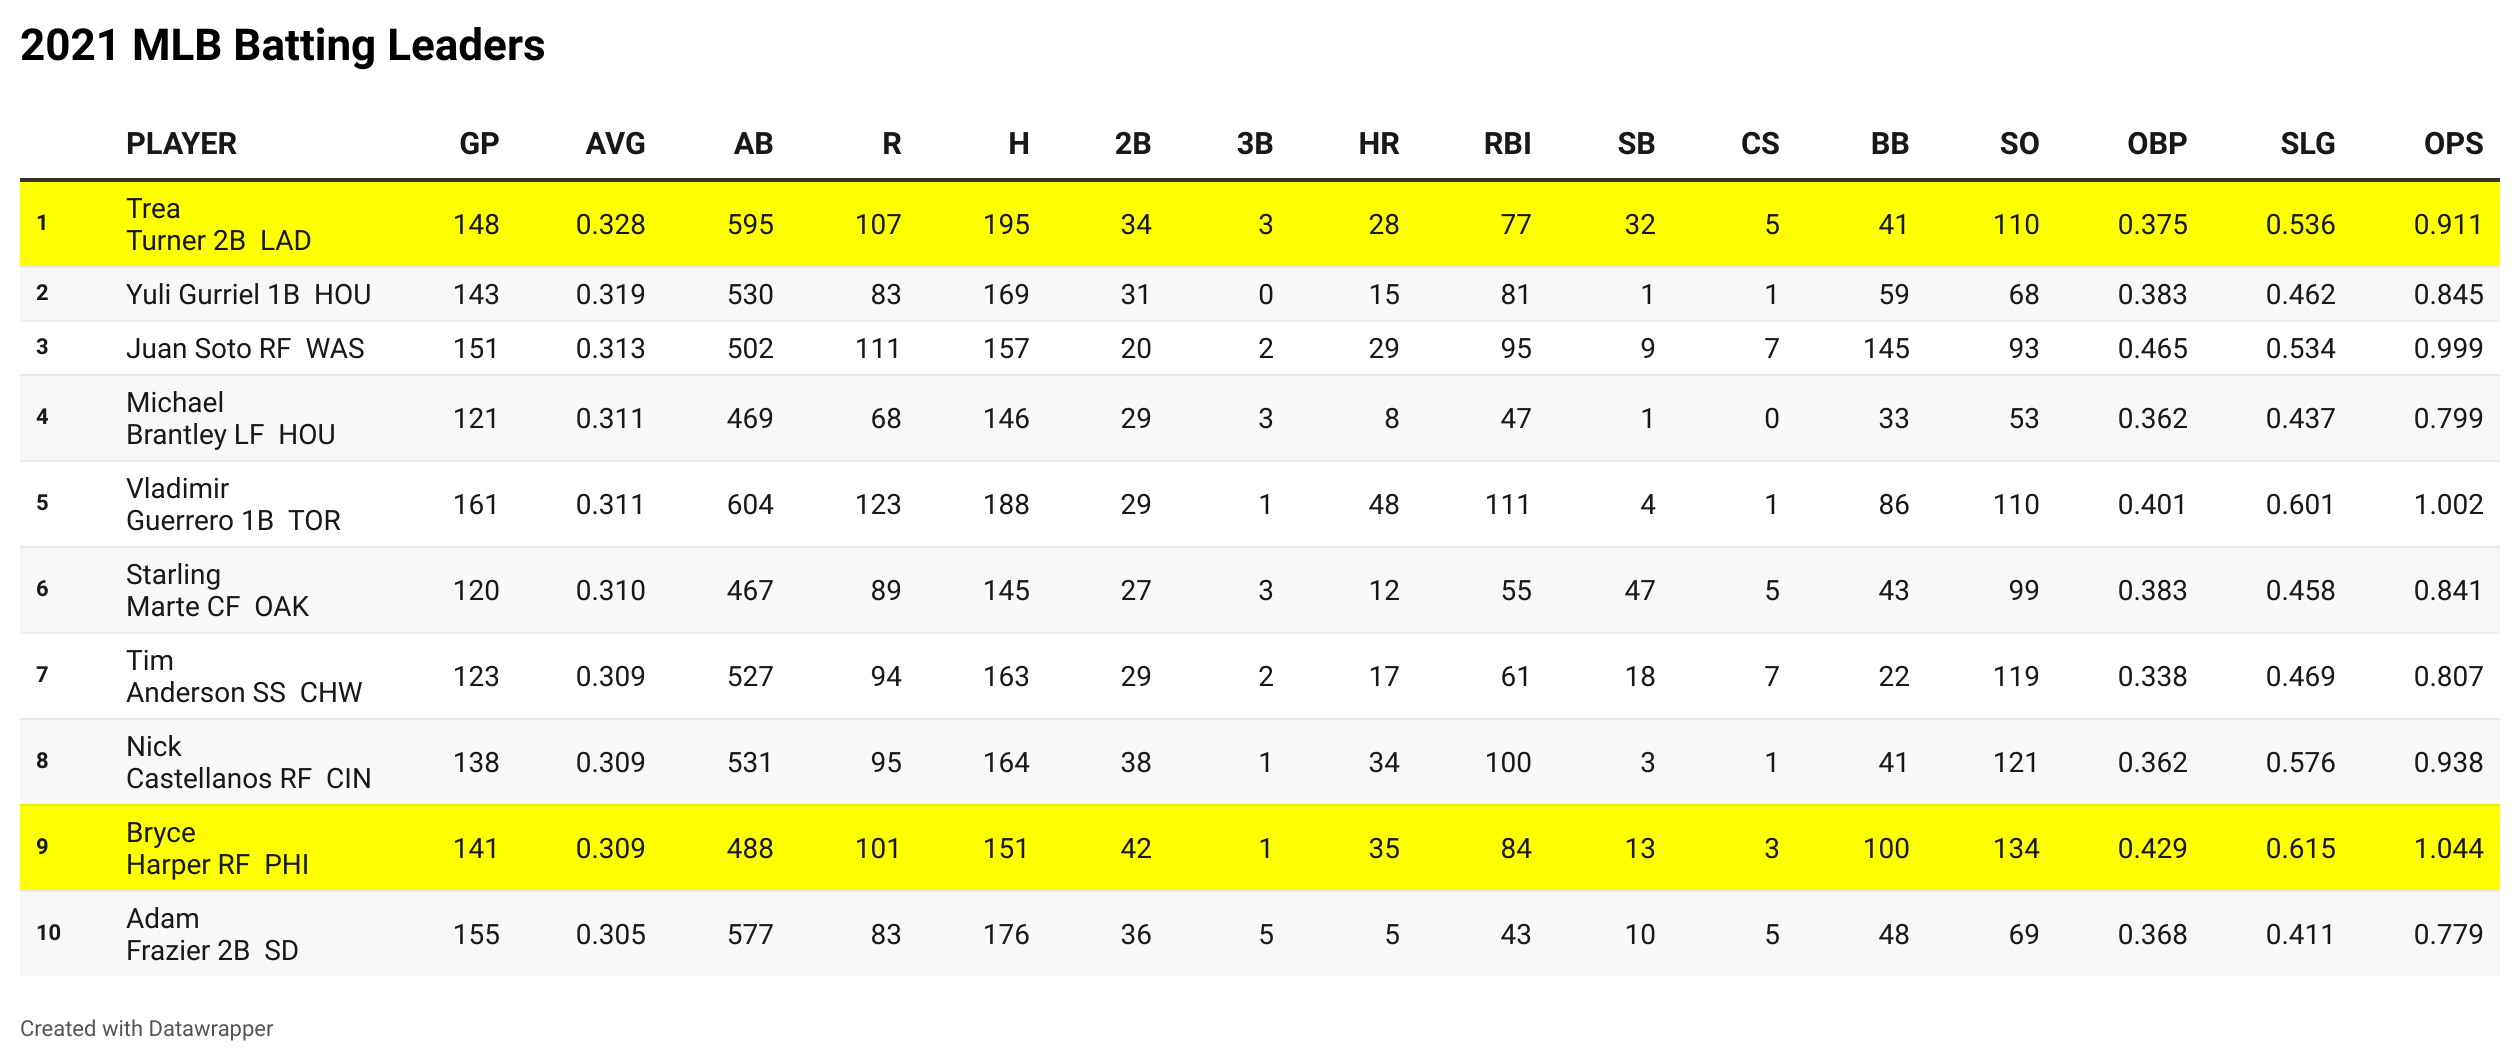 2021 MLB Batting Leaders
PLAYER GP AVG AB R H 2B 3B HR RBI SB CS BB SO OBP SLG OPS
1 Trea
Turner 2B LAD 148 0.328 595 107 195 34 3 28 77 32 5 41 110 0.375 0.536 0.911
2 Yuli Gurriel 1B HOU 143 0.319 530 83 169 31 0 15 81 1 1 59 68 0.383 0.462 0.845
3 Juan Soto RF WAS 151 0.313 502 111 157 20 2 29 95 9 7 145 93 0.465 0.534 0.999
4 Michael
Brantley LF HOU 121 0.311 469 68 146 29 3 8 47 1 0 33 53 0.362 0.437 0.799
5 Vladimir
Guerrero 1B TOR 161 0.311 604 123 188 29 1 48 111 4 1 86 110 0.401 0.601 1.002
6 Starling
Marte CF OAK 120 0.310 467 89 145 27 3 12 55 47 5 43 99 0.383 0.458 0.841
7 Tim
Anderson SS CHW 123 0.309 527 94 163 29 2 17 61 18 7 22 119 0.338 0.469 0.807
8 Nick
Castellanos RF CIN 138 0.309 531 95 164 38 1 34 100 3 1 41 121 0.362 0.576 0.938
9 Bryce
Harper RF PHI 141 0.309 488 101 151 42 1 35 84 13 3 100 134 0.429 0.615 1.044
10 Adam
Frazier 2B SD 155 0.305 577 83 176 36 5 5 43 10 5 48 69 0.368 0.411 0.779
Created with Datawrapper